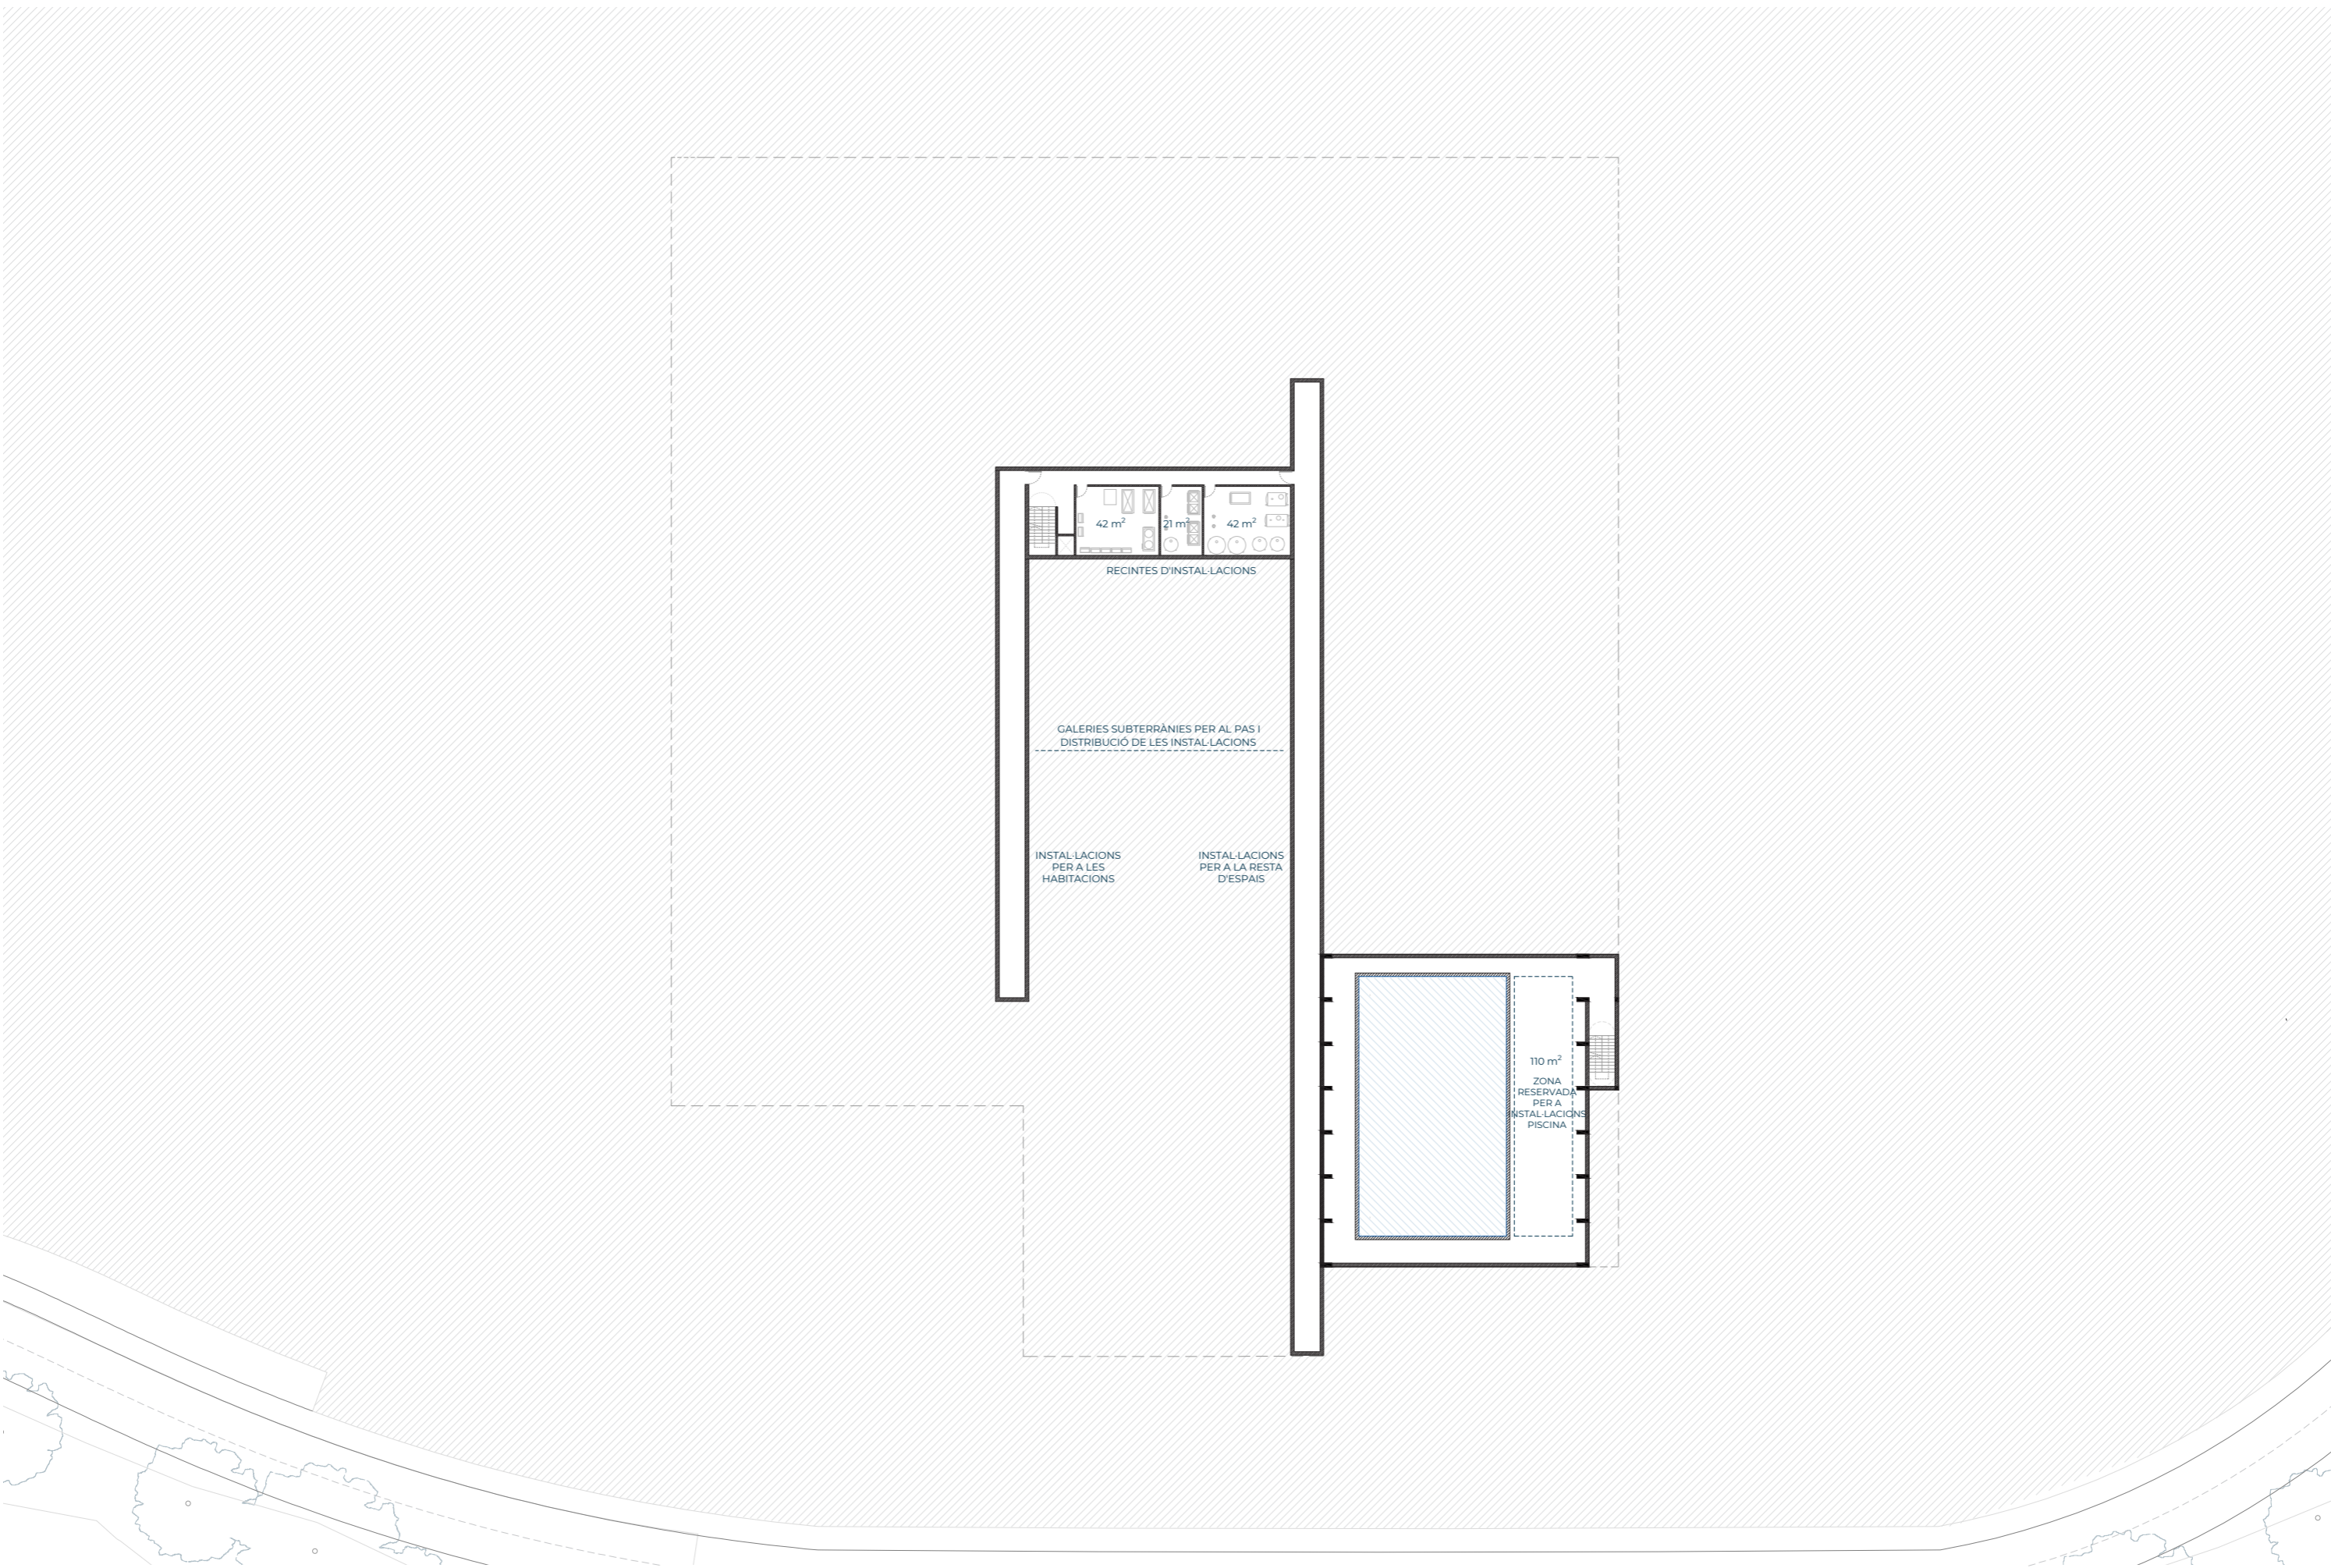 42 m²
21 m²
42 m²
RECINTES D'INSTAL·LACIONS
GALERIES SUBTERRÀNIES PER AL PAS I
DISTRIBUCIÓ DE LES INSTAL·LACIONS
INSTAL·LACIONS
PER A LES
HABITACIONS
INSTAL·LACIONS
PER A LA RESTA
D'ESPAIS
110 m²
ZONA
RESERVADA
PER A
INSTAL·LACIONS
PISCINA